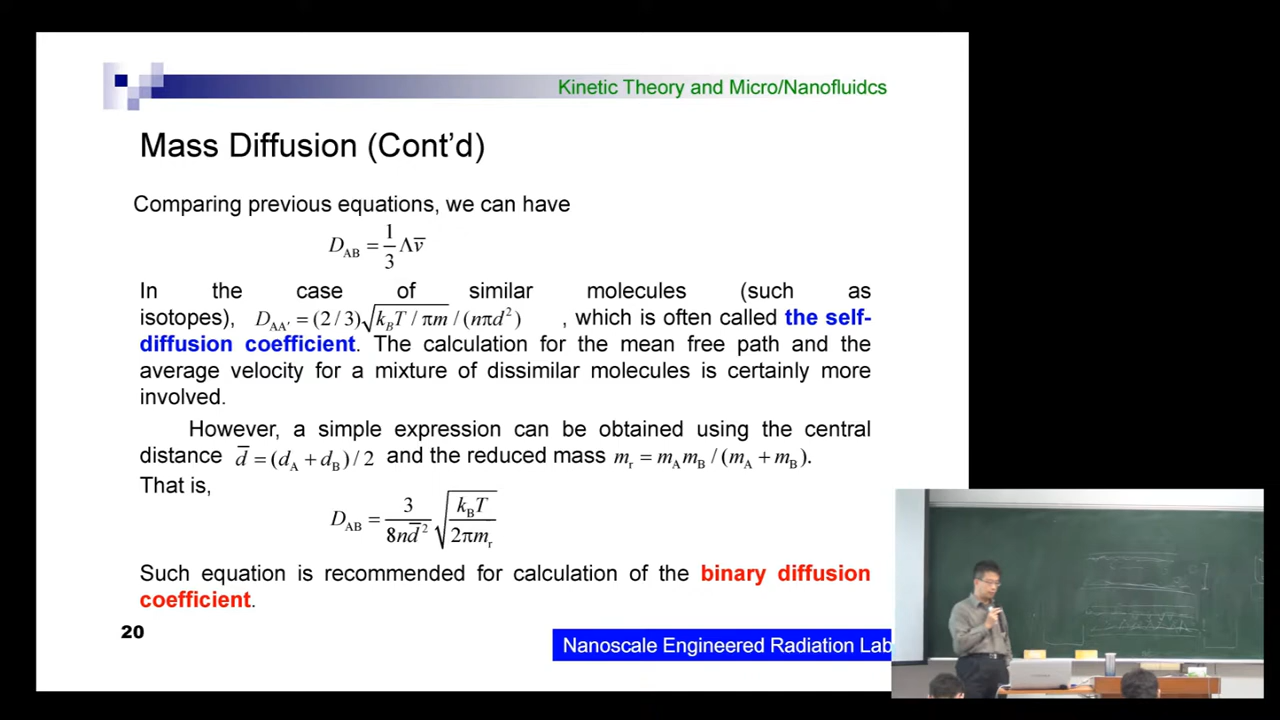 Kinetic Theory and Micro/Nanofluidcs
Mass Diffusion (Cont'd)
Comparing previous equations, we can have
D_AB = 1/3 Λv̅
In the case of similar molecules (such as
isotopes), D_AA' = (2/3)√(k_BT/πm)/(nπd²) , which is often called the self-
diffusion coefficient. The calculation for the mean free path and the
average velocity for a mixture of dissimilar molecules is certainly more
involved.
However, a simple expression can be obtained using the central
distance d̅ = (d_A + d_B)/2 and the reduced mass m_r = m_Am_B/(m_A + m_B).
That is,
D_AB = 3/(8nd̅²) √(k_BT/(2πm_r))
Such equation is recommended for calculation of the binary diffusion
coefficient.
20
Nanoscale Engineered Radiation Lab